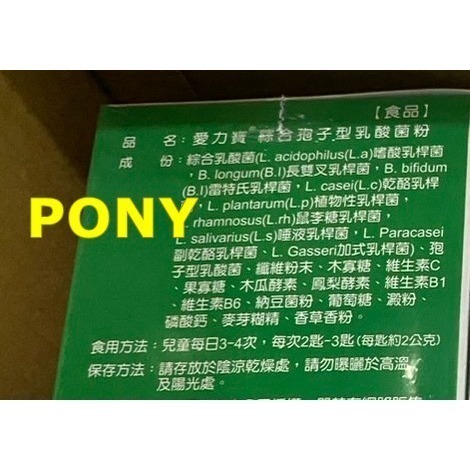 【食品】
品 名：愛力寶 綜合孢子型乳酸菌粉
成 份：綜合乳酸菌(L. acidophilus(L.a)嗜酸乳桿菌
、B. longum(B.l)長雙叉乳桿菌、B. bifidum
(B.l)雷特氏乳桿菌、L. casei(L.c)乾酪乳桿
菌、L. plantarum(L.p)植物性乳桿菌、
L. rhamnosus(L.rh)鼠李糖乳桿菌、
PONY
L. salivarius(L.s)唾液乳桿菌、L. Paracasei
副乾酪乳桿菌、L. Gasseri加式乳桿菌)、孢
子型乳酸菌、纖維粉末、木寡糖、維生素C
、果寡糖、木瓜酵素、鳳梨酵素、維生素B1
、維生素B6、納豆菌粉、葡萄糖、澱粉、
磷酸鈣、麥芽糊精、香草香粉。
食用方法：兒童每日3-4次，每次2匙-3匙(每匙約2公克)
保存方法：請存放於陰涼乾燥處，請勿曝曬於高溫
及陽光處。